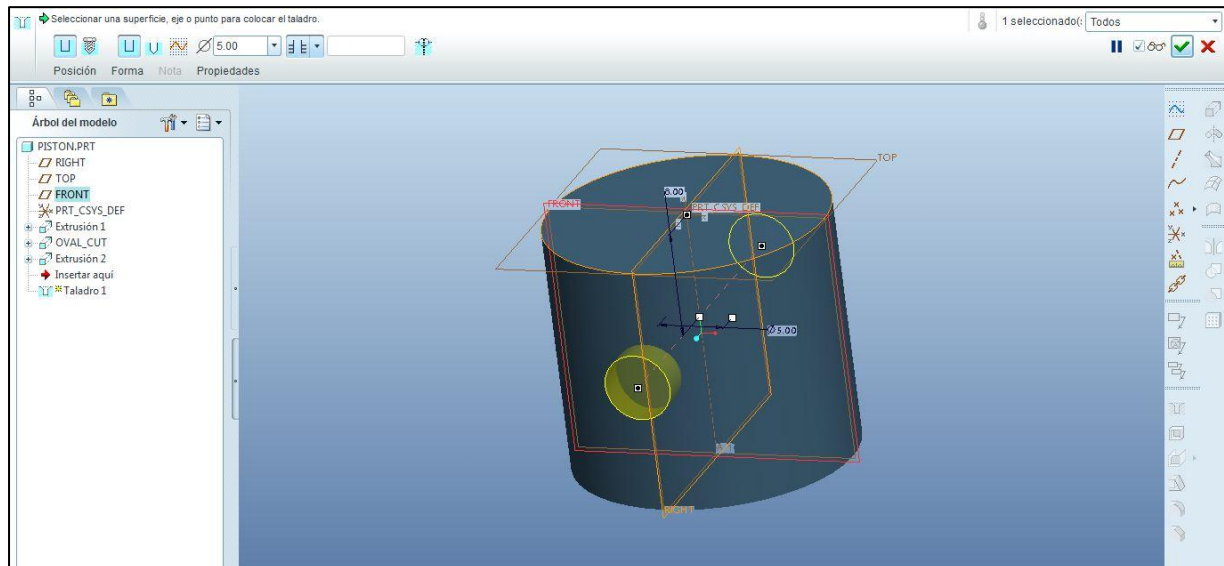 Seleccionar una superficie, eje o punto para colocar el taladro.
1 seleccionado(: Todos
5.00
Posición Forma Nota Propiedades
Árbol del modelo
PISTON.PRT
RIGHT
TOP
FRONT
PRT_CSYS_DEF
Extrusión 1
OVAL_CUT
Extrusión 2
Insertar aquí
Taladro 1
TOP
8.00
FRONT
PRT_CSYS_DEF
Ø5.00
RIGHT